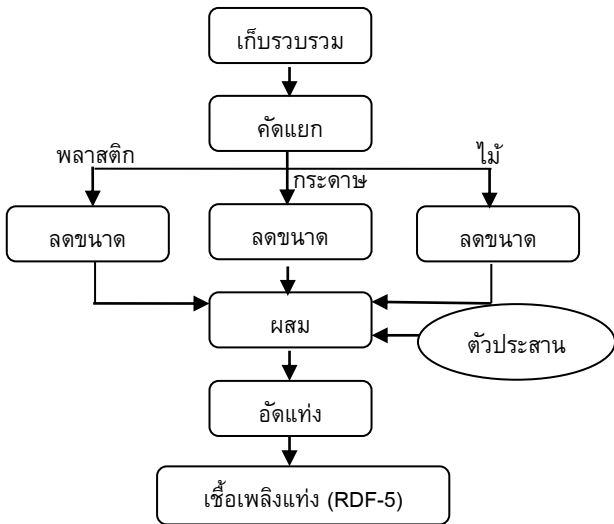 เก็บรวบรวม
คัดแยก
พลาสติก
ไม้
กระดาษ
ลดขนาด
ลดขนาด
ลดขนาด
ผสม
ตัวประสาน
อัดแท่ง
เชื้อเพลิงแท่ง (RDF-5)